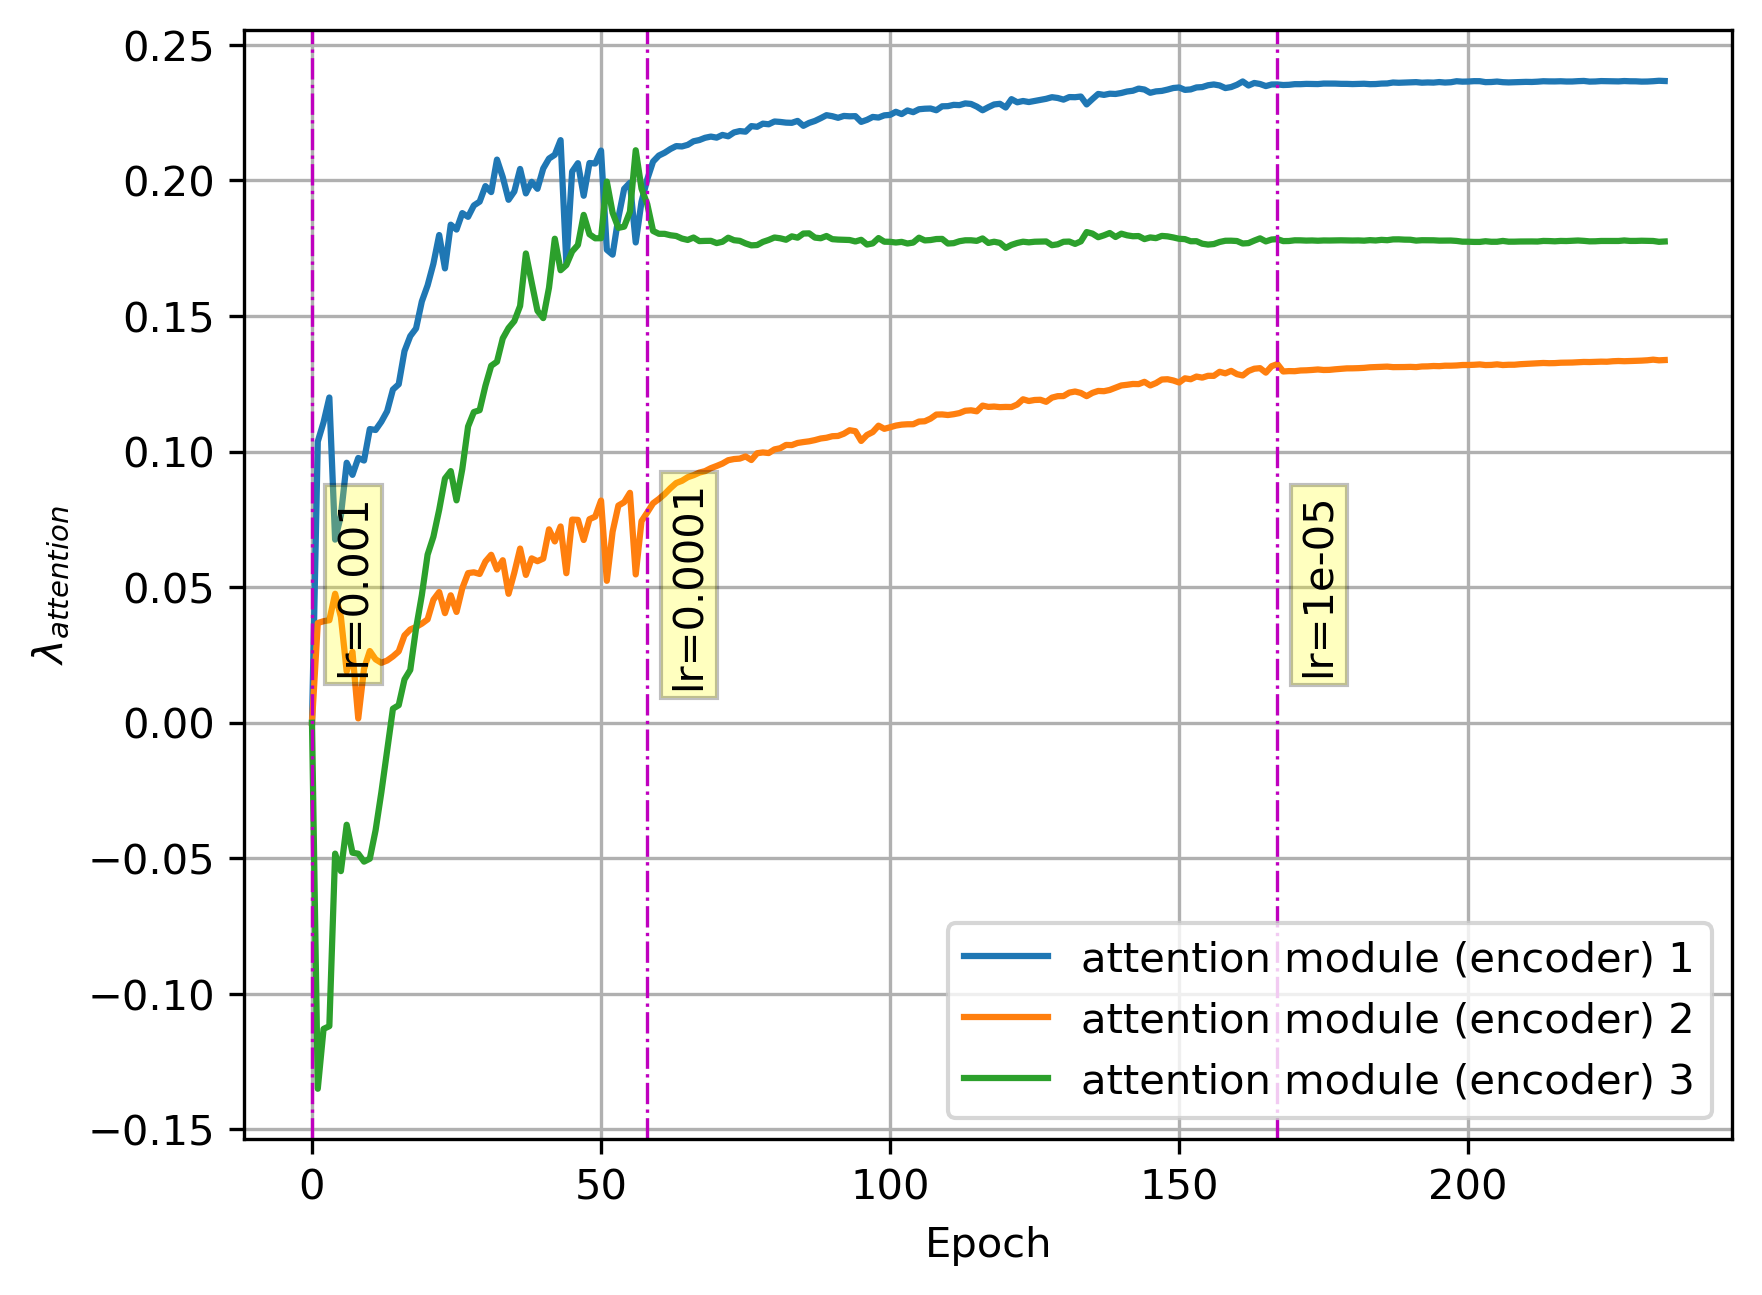 0.25
0.20
0.15
0.10
0.05
0.00
−0.05
−0.10
−0.15
λattention
lr=0.001
lr=0.0001
lr=1e-05
attention module (encoder) 1
attention module (encoder) 2
attention module (encoder) 3
0 50 100 150 200
Epoch